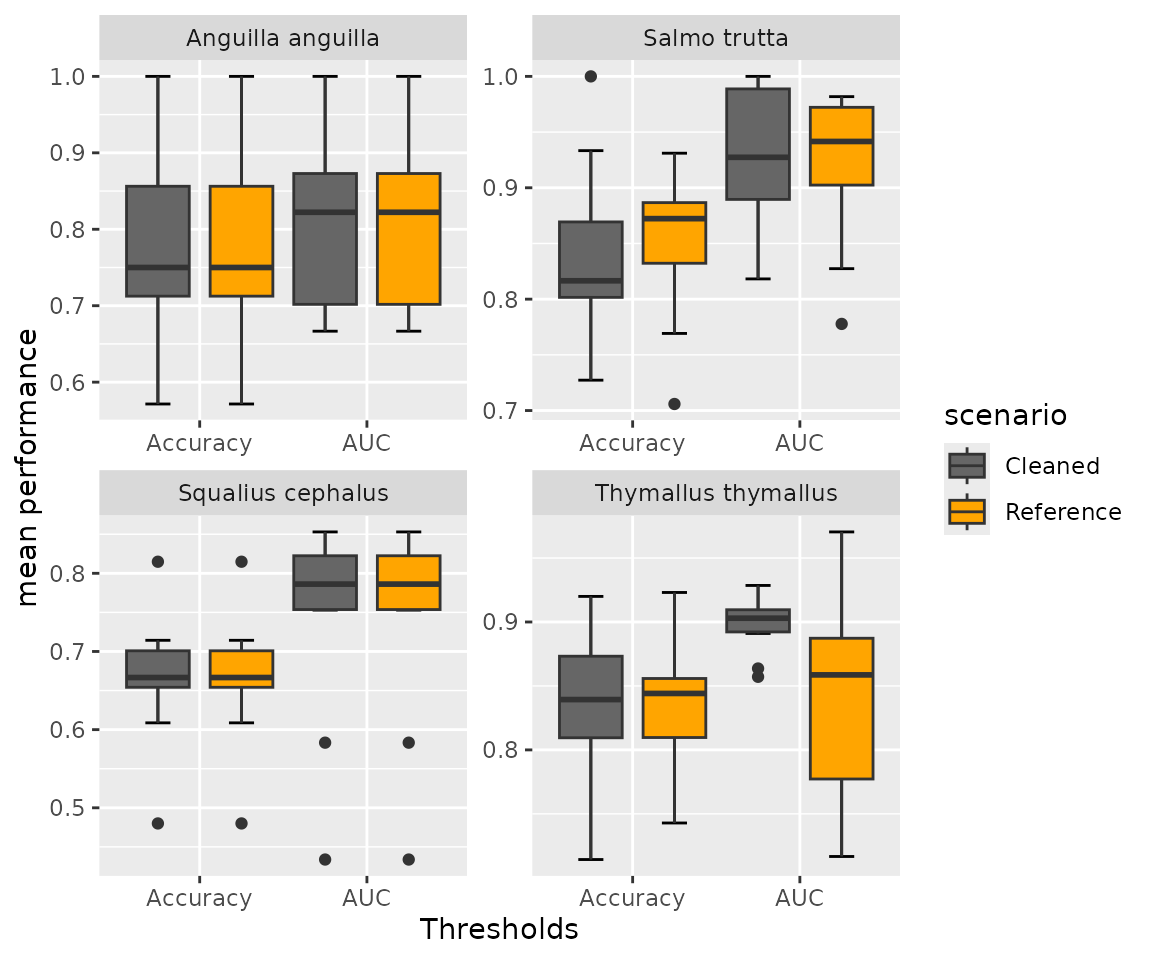 Anguilla anguilla
Salmo trutta
1.0
0.9
0.8
0.7
0.6
1.0
0.9
0.8
0.7
Accuracy
AUC
Accuracy
AUC
Squalius cephalus
Thymallus thymallus
0.8
0.7
0.6
0.5
0.9
0.8
Accuracy
AUC
Accuracy
AUC
mean performance
Thresholds
scenario
Cleaned
Reference